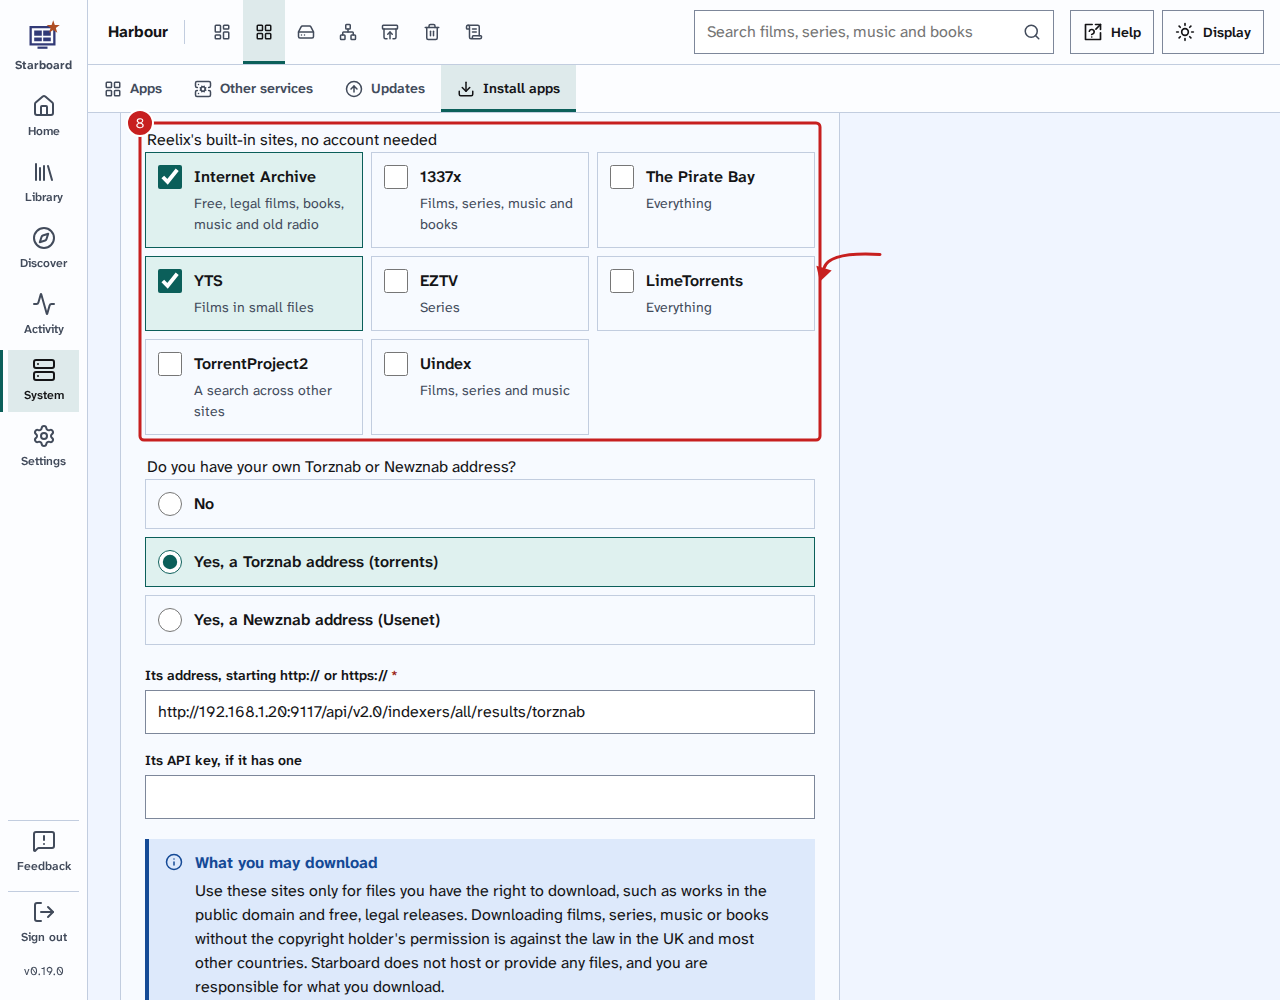 Starboard
Harbour
Search films, series, music and books
Help
Display
Apps
Other services
Updates
Install apps
Home
Library
Discover
Activity
System
Settings
Feedback
Sign out
v0.19.0
8
Reelix's built-in sites, no account needed
Internet Archive
Free, legal films, books,
music and old radio
1337x
Films, series, music and
books
The Pirate Bay
Everything
YTS
Films in small files
EZTV
Series
LimeTorrents
Everything
TorrentProject2
A search across other
sites
Uindex
Films, series and music
Do you have your own Torznab or Newznab address?
No
Yes, a Torznab address (torrents)
Yes, a Newznab address (Usenet)
Its address, starting http:// or https:// *
http://192.168.1.20:9117/api/v2.0/indexers/all/results/torznab
Its API key, if it has one
What you may download
Use these sites only for files you have the right to download, such as works in the
public domain and free, legal releases. Downloading films, series, music or books
without the copyright holder's permission is against the law in the UK and most
other countries. Starboard does not host or provide any files, and you are
responsible for what you download.